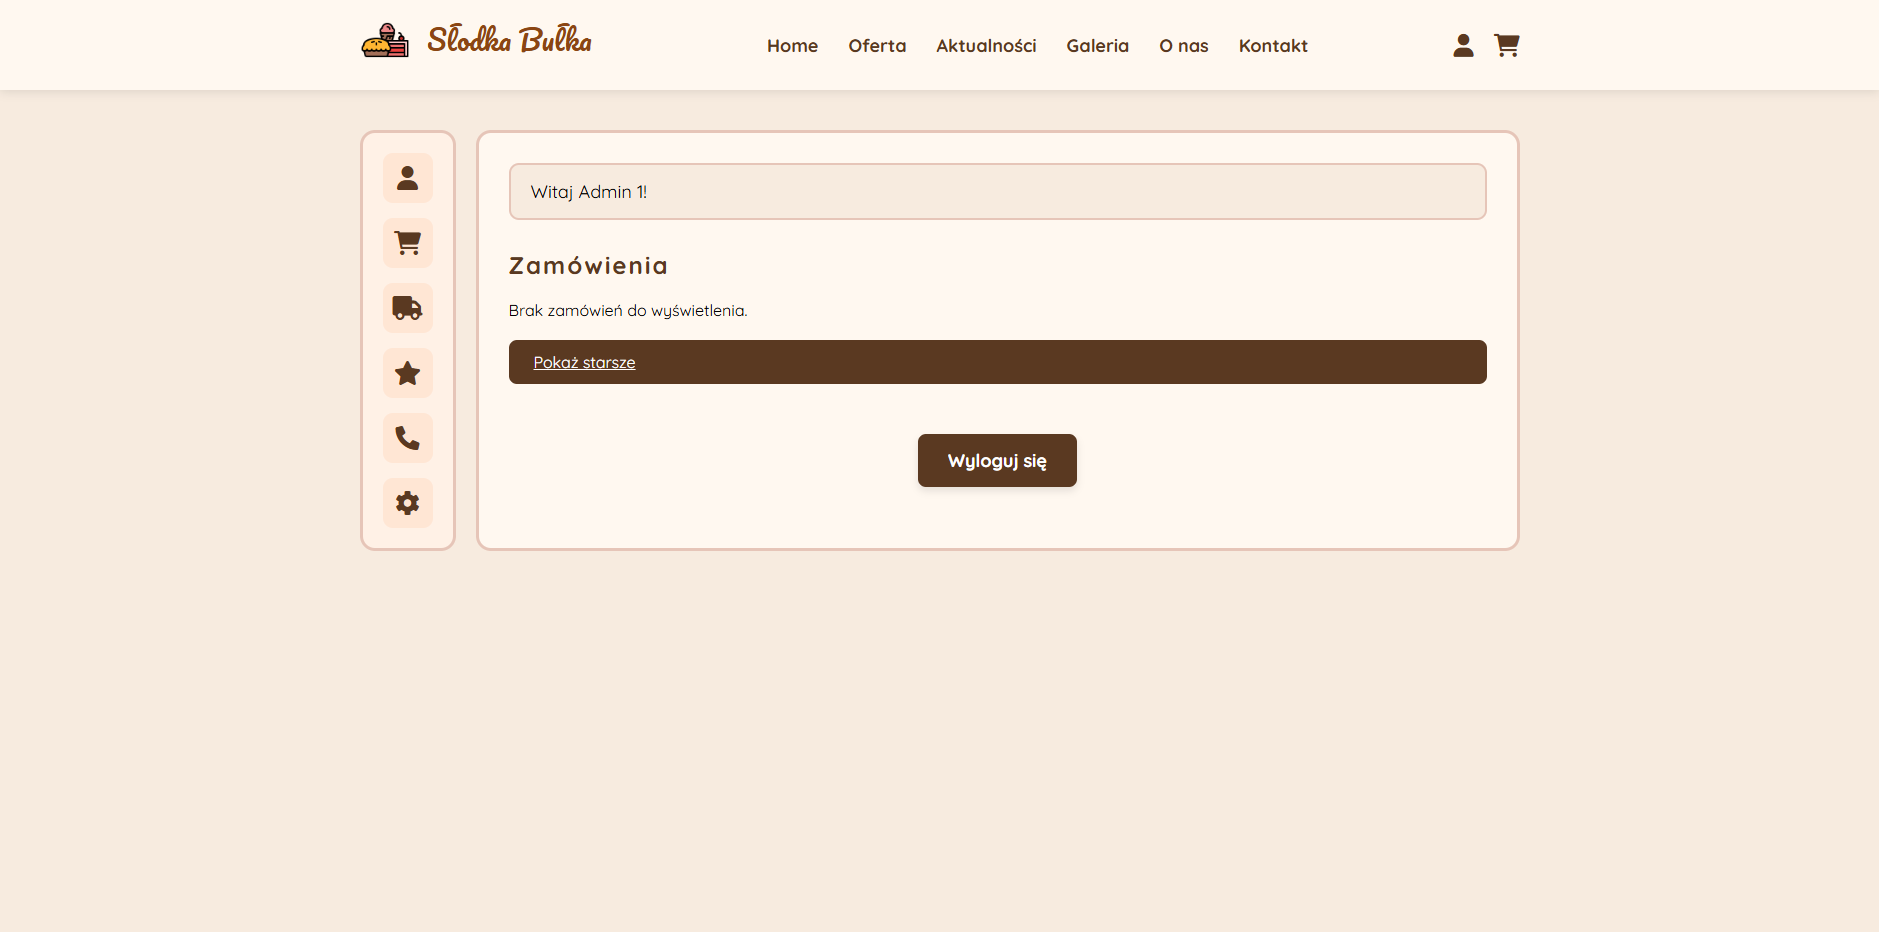 Słodka Bułka
Home Oferta Aktualności Galeria O nas Kontakt
Witaj Admin 1!
Zamówienia
Brak zamówień do wyświetlenia.
Pokaż starsze
Wyloguj się